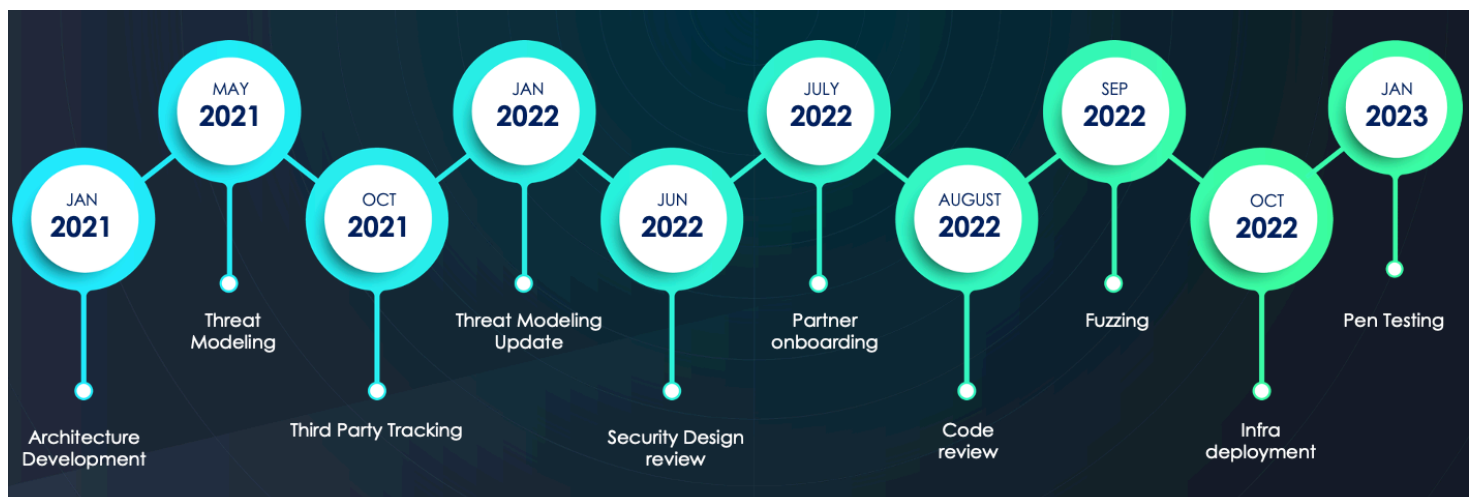 JAN
2021
Architecture
Development
MAY
2021
Threat
Modeling
OCT
2021
Third Party Tracking
JAN
2022
Threat Modeling
Update
JUN
2022
Security Design
review
JULY
2022
Partner
onboarding
AUGUST
2022
Code
review
SEP
2022
Fuzzing
OCT
2022
Infra
deployment
JAN
2023
Pen Testing